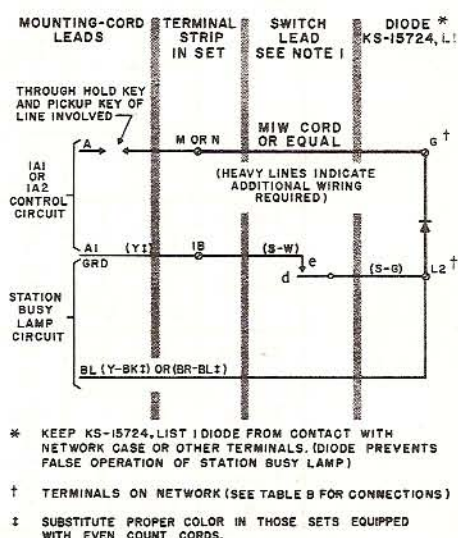 MOUNTING-CORD LEADS
TERMINAL STRIP IN SET
SWITCH LEAD SEE NOTE 1
DIODE * KS-15724, L1
THROUGH HOLD KEY
AND PICKUP KEY OF
LINE INVOLVED
A
M OR N
MIW CORD
OR EQUAL
G †
1A1
OR
1A2
CONTROL
CIRCUIT
(HEAVY LINES INDICATE
ADDITIONAL WIRING
REQUIRED)
A1 (Y‡) 1B (S-W) e
GRD
d (S-G) L2 †
STATION
BUSY
LAMP
CIRCUIT
BL (Y-BK‡) OR (BR-BL‡)
* KEEP KS-15724, LIST 1 DIODE FROM CONTACT WITH
NETWORK CASE OR OTHER TERMINALS. (DIODE PREVENTS
FALSE OPERATION OF STATION BUSY LAMP)
† TERMINALS ON NETWORK (SEE TABLE B FOR CONNECTIONS)
‡ SUBSTITUTE PROPER COLOR IN THOSE SETS EQUIPPED
WITH EVEN COUNT CORDS.